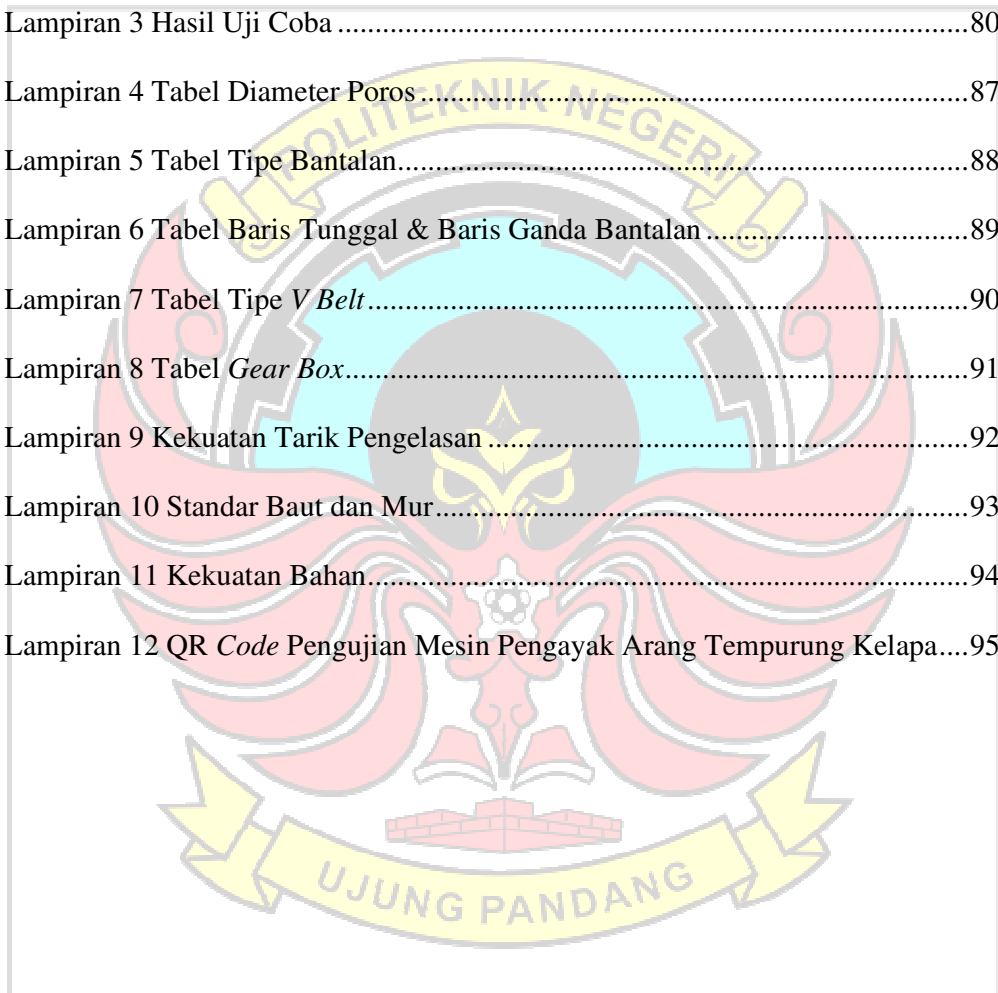 Lampiran 3 Hasil Uji Coba ..........................................................................80
Lampiran 4 Tabel Diameter Poros ..............................................................87
Lampiran 5 Tabel Tipe Bantalan..................................................................88
Lampiran 6 Tabel Baris Tunggal & Baris Ganda Bantalan ..............................89
Lampiran 7 Tabel Tipe V Belt......................................................................90
Lampiran 8 Tabel Gear Box.........................................................................91
Lampiran 9 Kekuatan Tarik Pengelasan .......................................................92
Lampiran 10 Standar Baut dan Mur..............................................................93
Lampiran 11 Kekuatan Bahan......................................................................94
Lampiran 12 QR Code Pengujian Mesin Pengayak Arang Tempurung Kelapa....95
POLITEKNIK NEGERI
UJUNG PANDANG